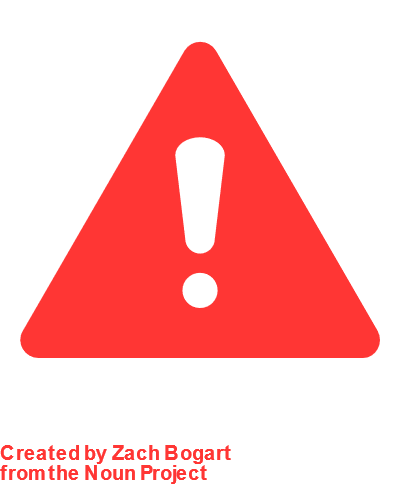 Created by Zach Bogart
from the Noun Project